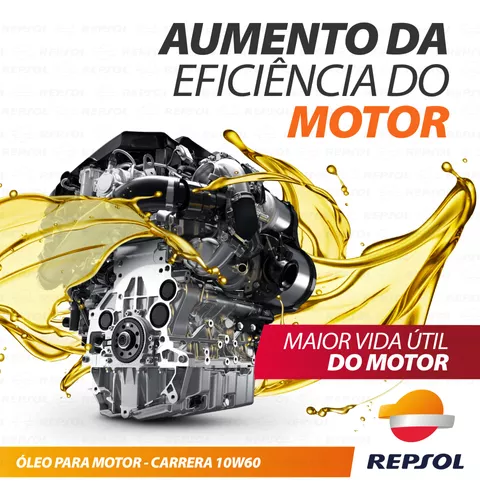 AUMENTO DA
EFICIÊNCIA DO
MOTOR
MAIOR VIDA ÚTIL
DO MOTOR
ÓLEO PARA MOTOR - CARRERA 10W60
REPSOL